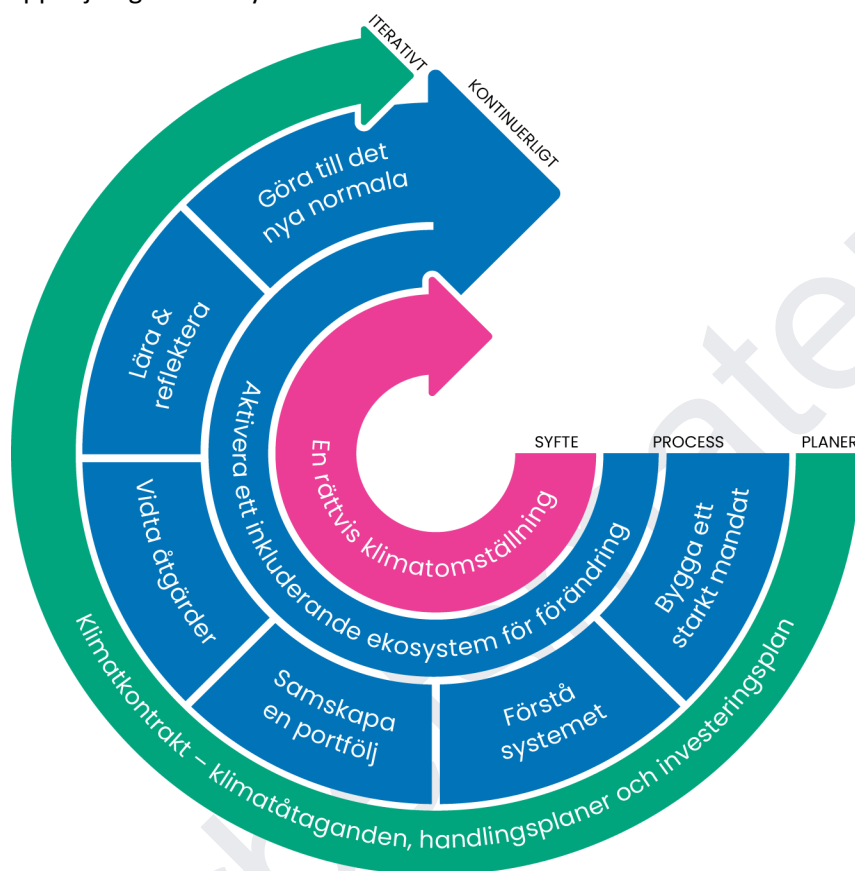 ITERATIVT
KONTINUERLIGT
Göra till det
nya normala
Lära &
reflektera
Vidta åtgärder
Samskapa
en portfölj
Förstå
systemet
Bygga ett
starkt mandat
Aktivera ett inkluderande ekosystem för förändring
En rättvis klimatomställning
SYFTE
PROCESS
PLANER
Klimatkontrakt – klimatåtaganden, handlingsplaner och investeringsplan